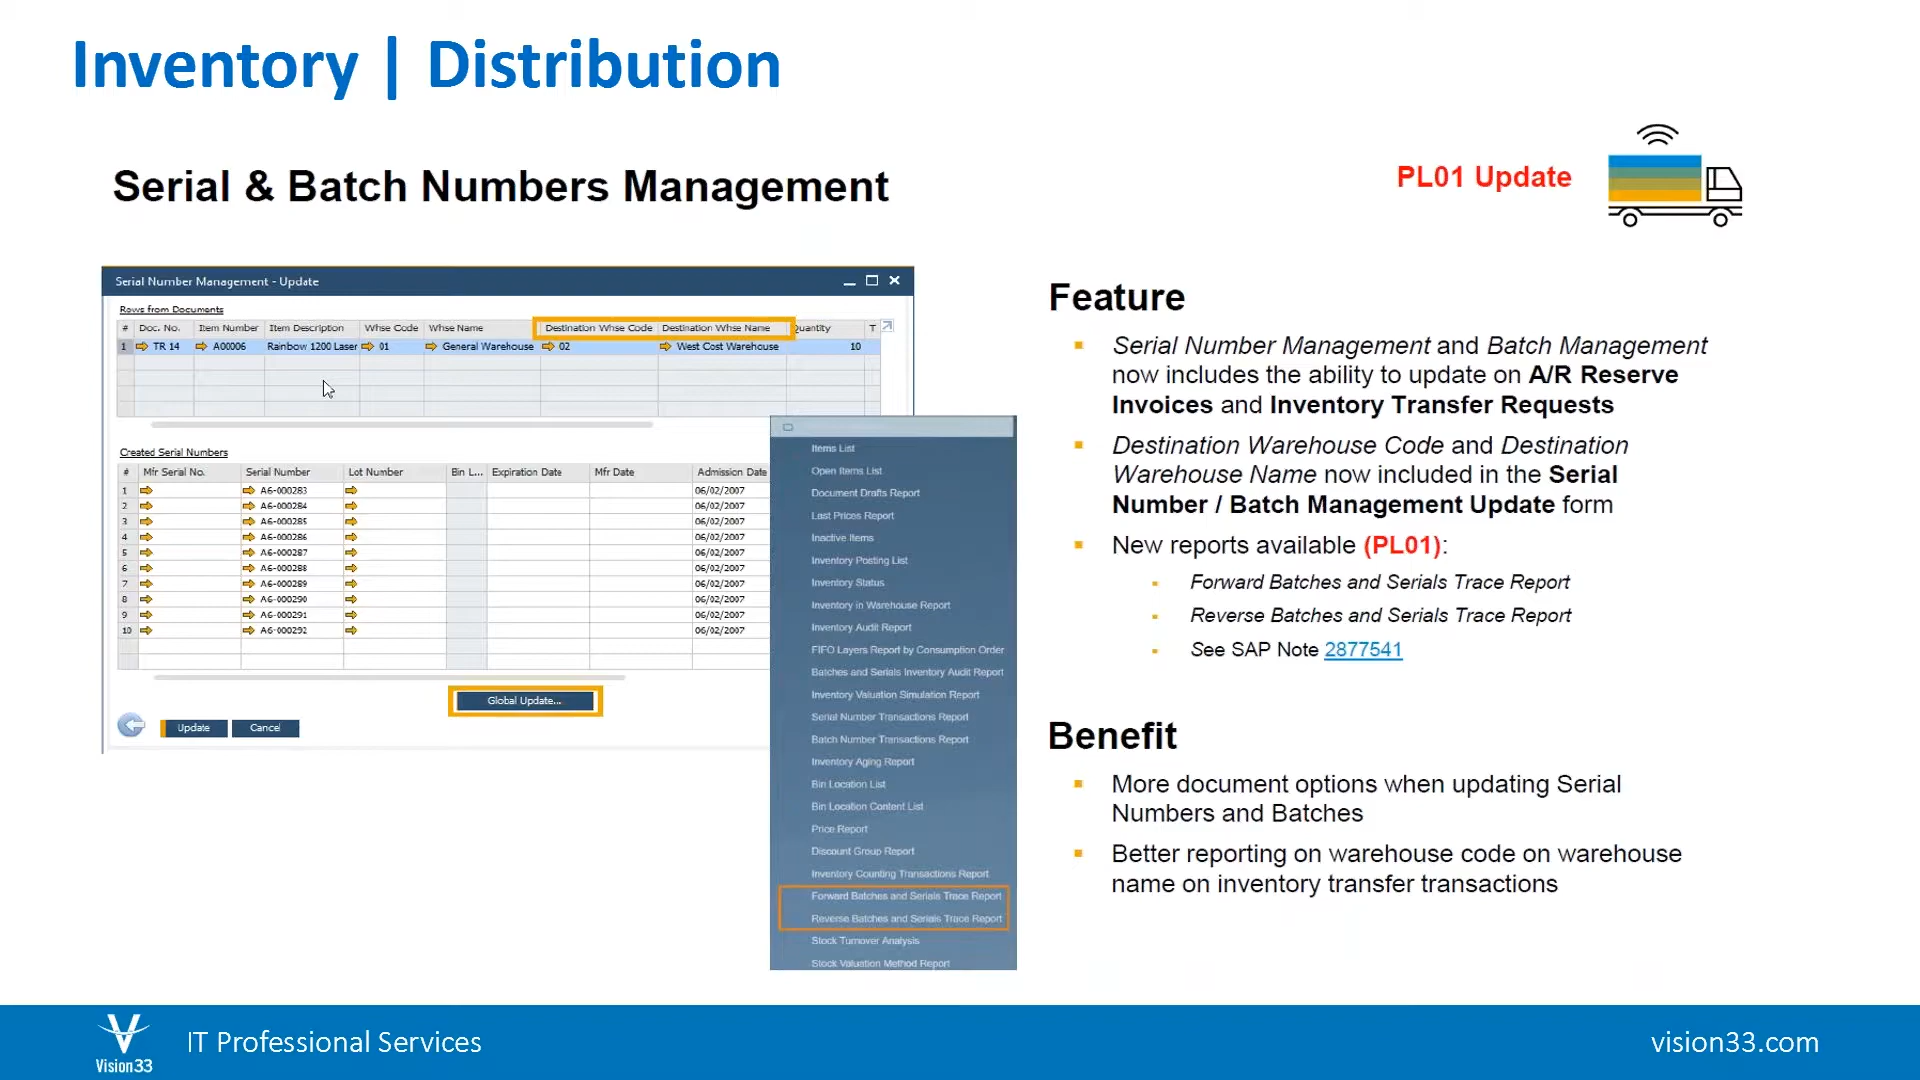 Inventory | Distribution
Serial & Batch Numbers Management
PL01 Update
Serial Number Management - Update
Rows from Documents
# Doc. No. Item Number Item Description Whse Code Whse Name Destination Whse Code Destination Whse Name Quantity T
1 TR 14 A00006 Rainbow 1200 Laser 01 General Warehouse 02 West Cost Warehouse 10
Created Serial Numbers
# Mfr Serial No. Serial Number Lot Number Bin L... Expiration Date Mfr Date Admission Date
1 A6-000283 06/02/2007
2 A6-000284 06/02/2007
3 A6-000285 06/02/2007
4 A6-000286 06/02/2007
5 A6-000287 06/02/2007
6 A6-000288 06/02/2007
7 A6-000289 06/02/2007
8 A6-000290 06/02/2007
9 A6-000291 06/02/2007
10 A6-000292 06/02/2007
Global Update...
Update Cancel
Items List
Open Items List
Document Drafts Report
Last Prices Report
Inactive Items
Inventory Posting List
Inventory Status
Inventory in Warehouse Report
Inventory Audit Report
FIFO Layers Report by Consumption Order
Batches and Serials Inventory Audit Report
Inventory Valuation Simulation Report
Serial Number Transactions Report
Batch Number Transactions Report
Inventory Aging Report
Bin Location List
Bin Location Content List
Price Report
Discount Group Report
Inventory Counting Transactions Report
Forward Batches and Serials Trace Report
Reverse Batches and Serials Trace Report
Stock Turnover Analysis
Stock Valuation Method Report
Feature
Serial Number Management and Batch Management
now includes the ability to update on A/R Reserve
Invoices and Inventory Transfer Requests
Destination Warehouse Code and Destination
Warehouse Name now included in the Serial
Number / Batch Management Update form
New reports available (PL01):
Forward Batches and Serials Trace Report
Reverse Batches and Serials Trace Report
See SAP Note 2877541
Benefit
More document options when updating Serial
Numbers and Batches
Better reporting on warehouse code on warehouse
name on inventory transfer transactions
Vision33
IT Professional Services
vision33.com